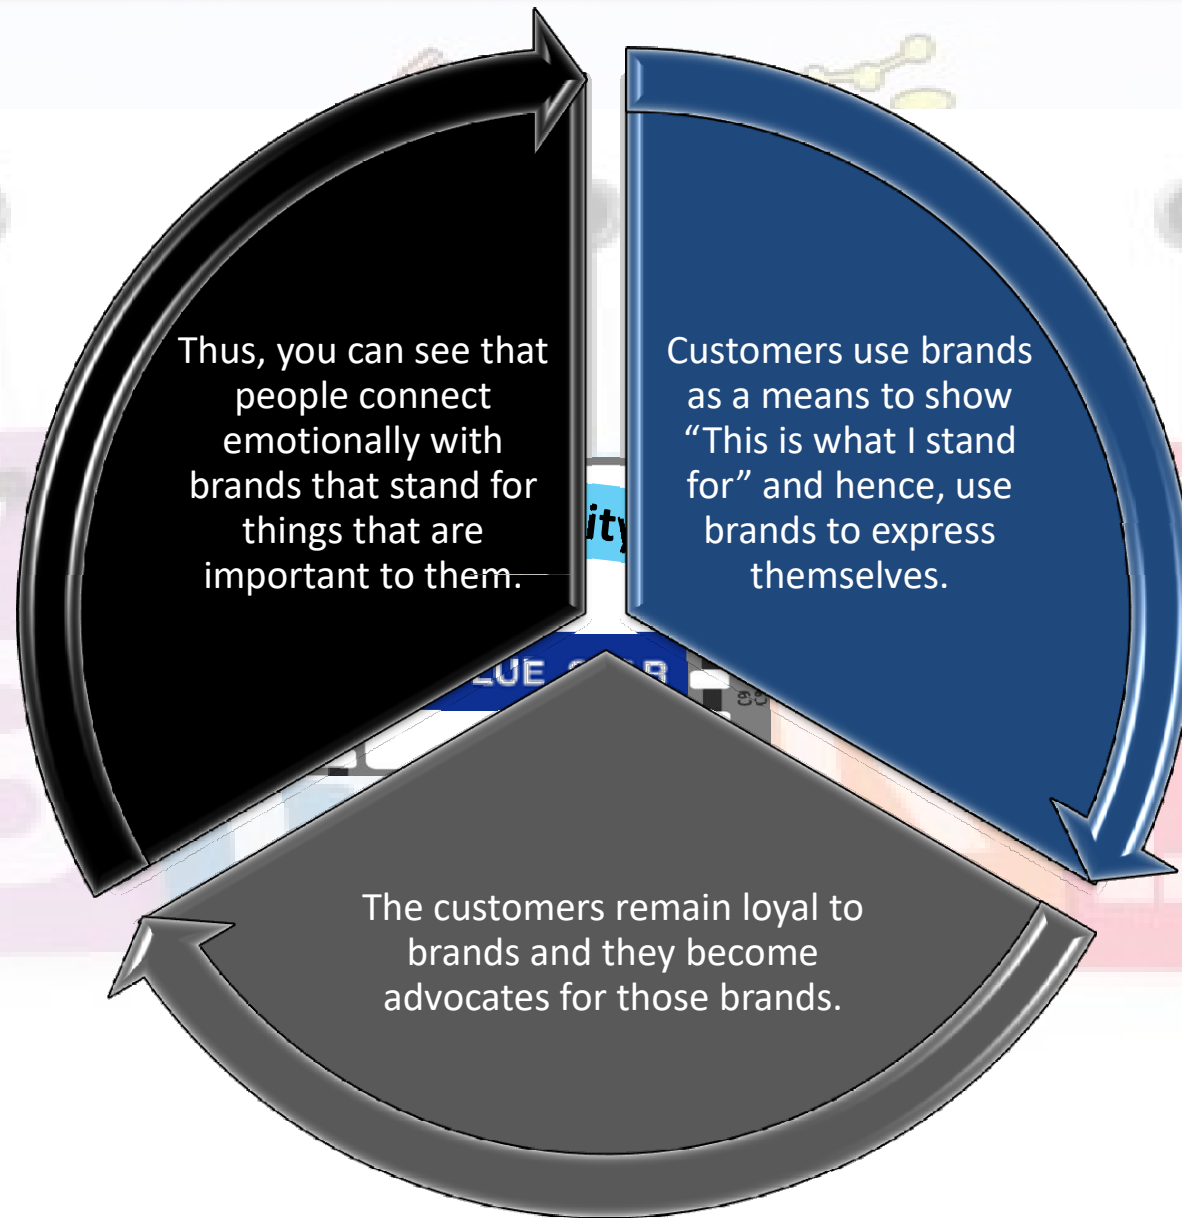 Thus, you can see that
people connect
emotionally with
brands that stand for
things that are
important to them.
Customers use brands
as a means to show
“This is what I stand
for” and hence, use
brands to express
themselves.
The customers remain loyal to
brands and they become
advocates for those brands.